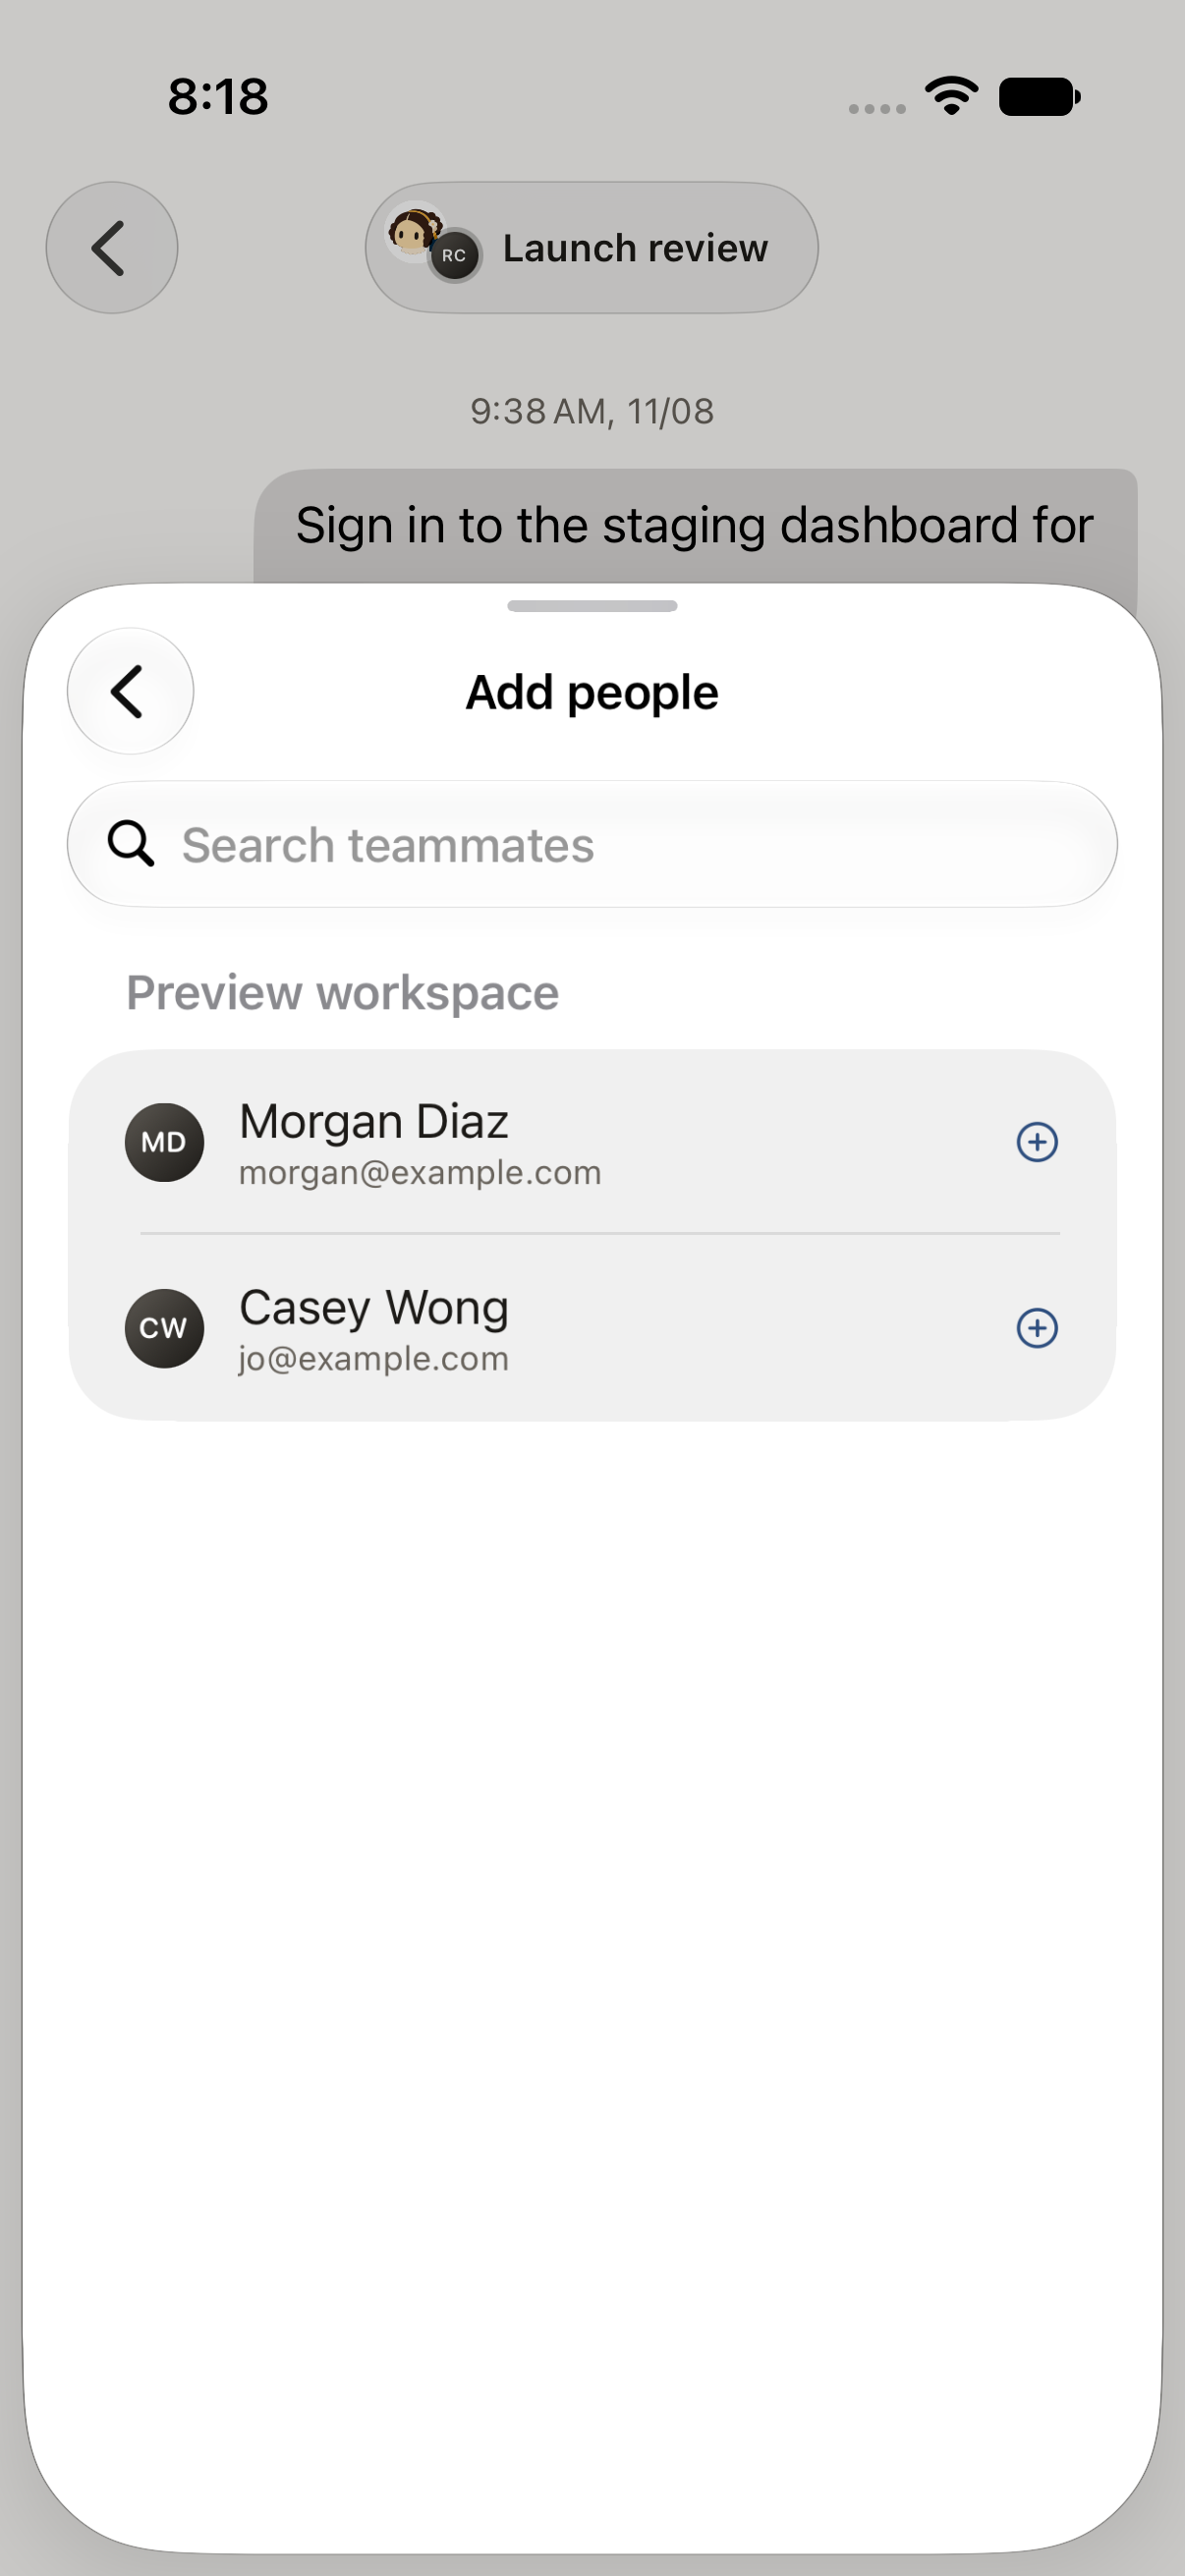 8:18
RC
Launch review
9:38 AM, 11/08
Sign in to the staging dashboard for
Add people
Search teammates
Preview workspace
MD
Morgan Diaz
morgan@example.com
CW
Casey Wong
jo@example.com